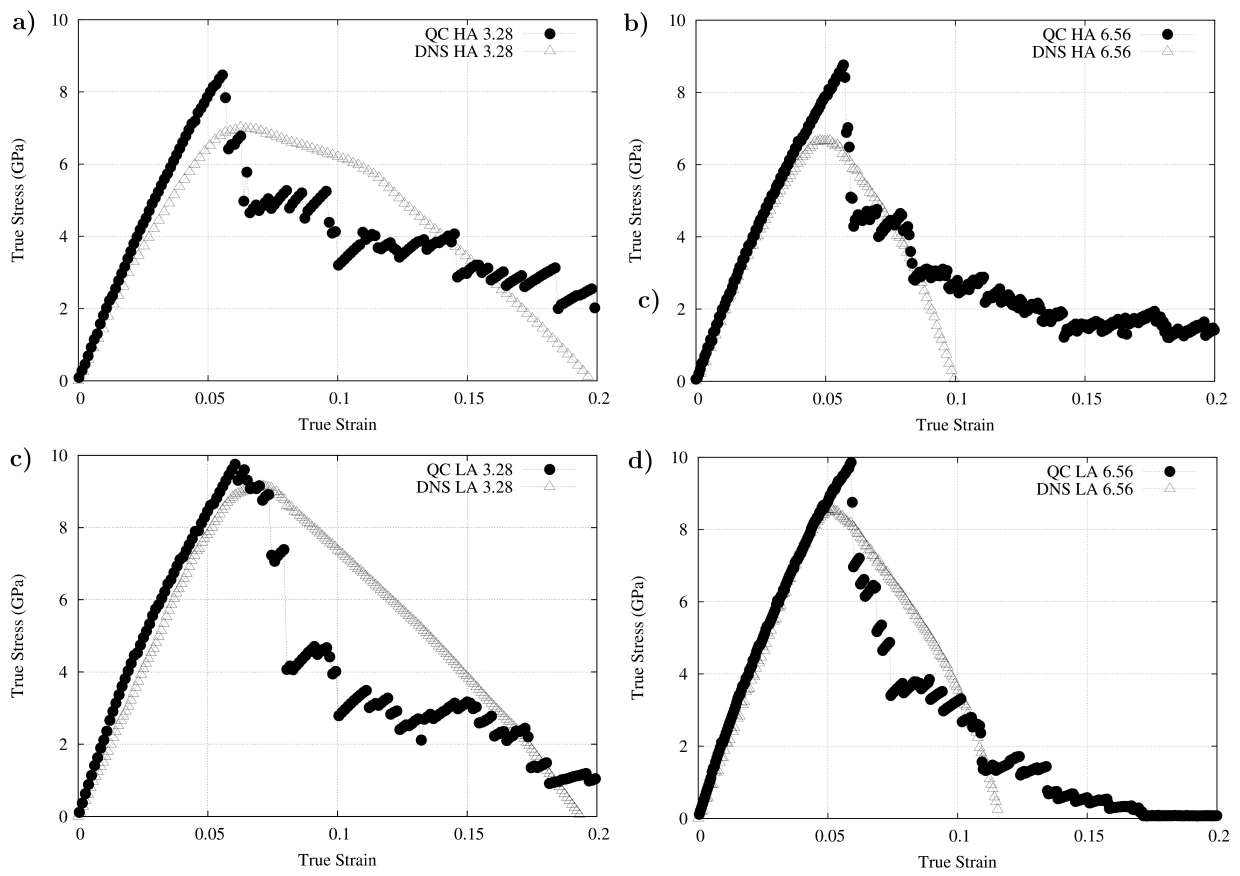 a)
QC HA 3.28
DNS HA 3.28
True Stress (GPa)
10
8
6
4
2
0
0
0.05
0.1
0.15
0.2
True Strain
b)
QC HA 6.56
DNS HA 6.56
True Stress (GPa)
10
8
6
4
c)
2
0
0
0.05
0.1
0.15
0.2
True Strain
c)
QC LA 3.28
DNS LA 3.28
True Stress (GPa)
10
8
6
4
2
0
0
0.05
0.1
0.15
0.2
True Strain
d)
QC LA 6.56
DNS LA 6.56
True Stress (GPa)
10
8
6
4
2
0
0
0.05
0.1
0.15
0.2
True Strain